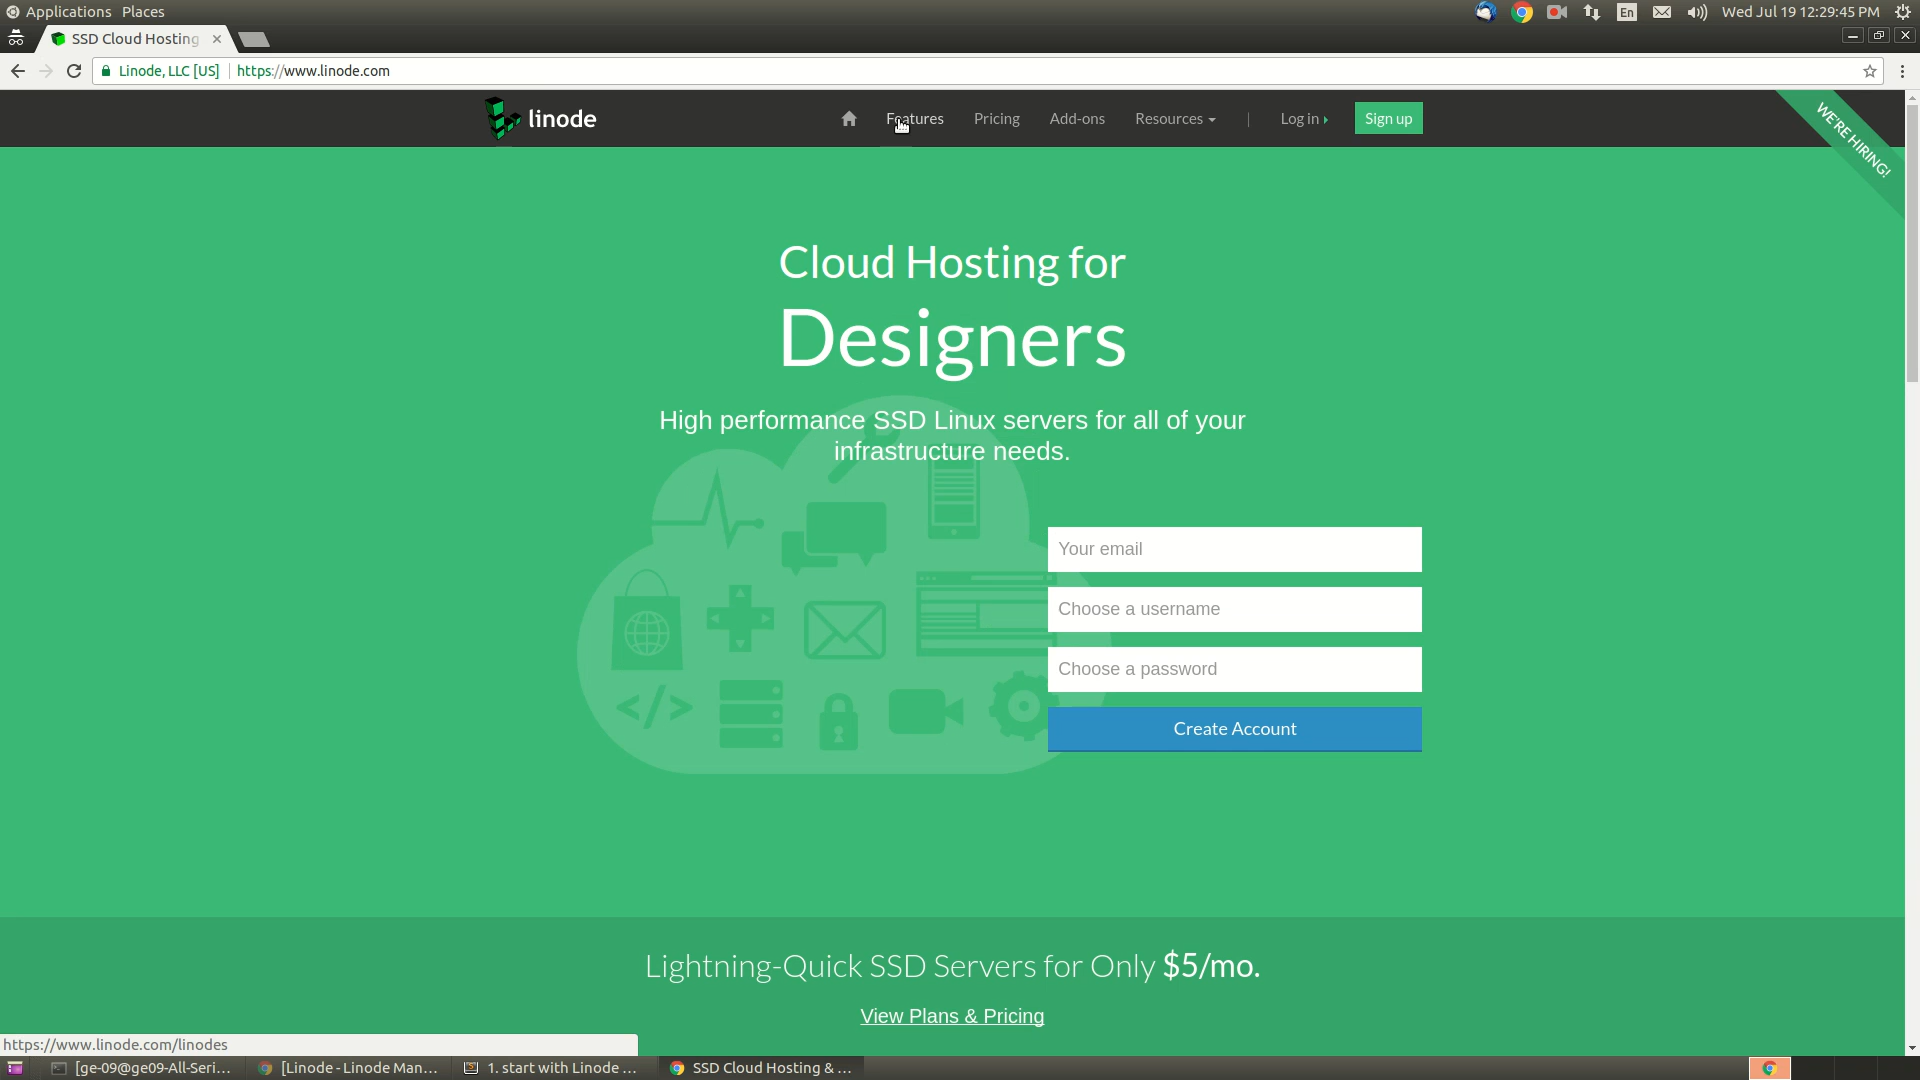 Applications Places
En
Wed Jul 19 12:29:45 PM
SSD Cloud Hosting
Linode, LLC [US] https://www.linode.com
linode
Features Pricing Add-ons Resources | Log in Sign up
WE'RE HIRING!
Cloud Hosting for
Designers
High performance SSD Linux servers for all of your
infrastructure needs.
Your email
Choose a username
Choose a password
Create Account
</>
Lightning-Quick SSD Servers for Only $5/mo.
View Plans & Pricing
https://www.linode.com/linodes
[ge-09@ge09-All-Seri... [Linode - Linode Man... 1. start with Linode ... SSD Cloud Hosting & ...